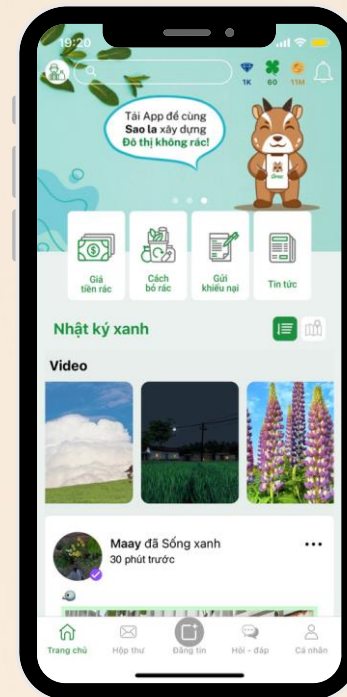 19:20
1K 60 11M
Tải App để cùng
Sao la xây dựng
Đô thị không rác!
Grac
Giá
tiền rác
Cách
bỏ rác
Gửi
khiếu nại
Tin tức
Nhật ký xanh
Video
Maay đã Sống xanh
30 phút trước
Trang chủ Hộp thư Đăng tin Hỏi - đáp Cá nhân